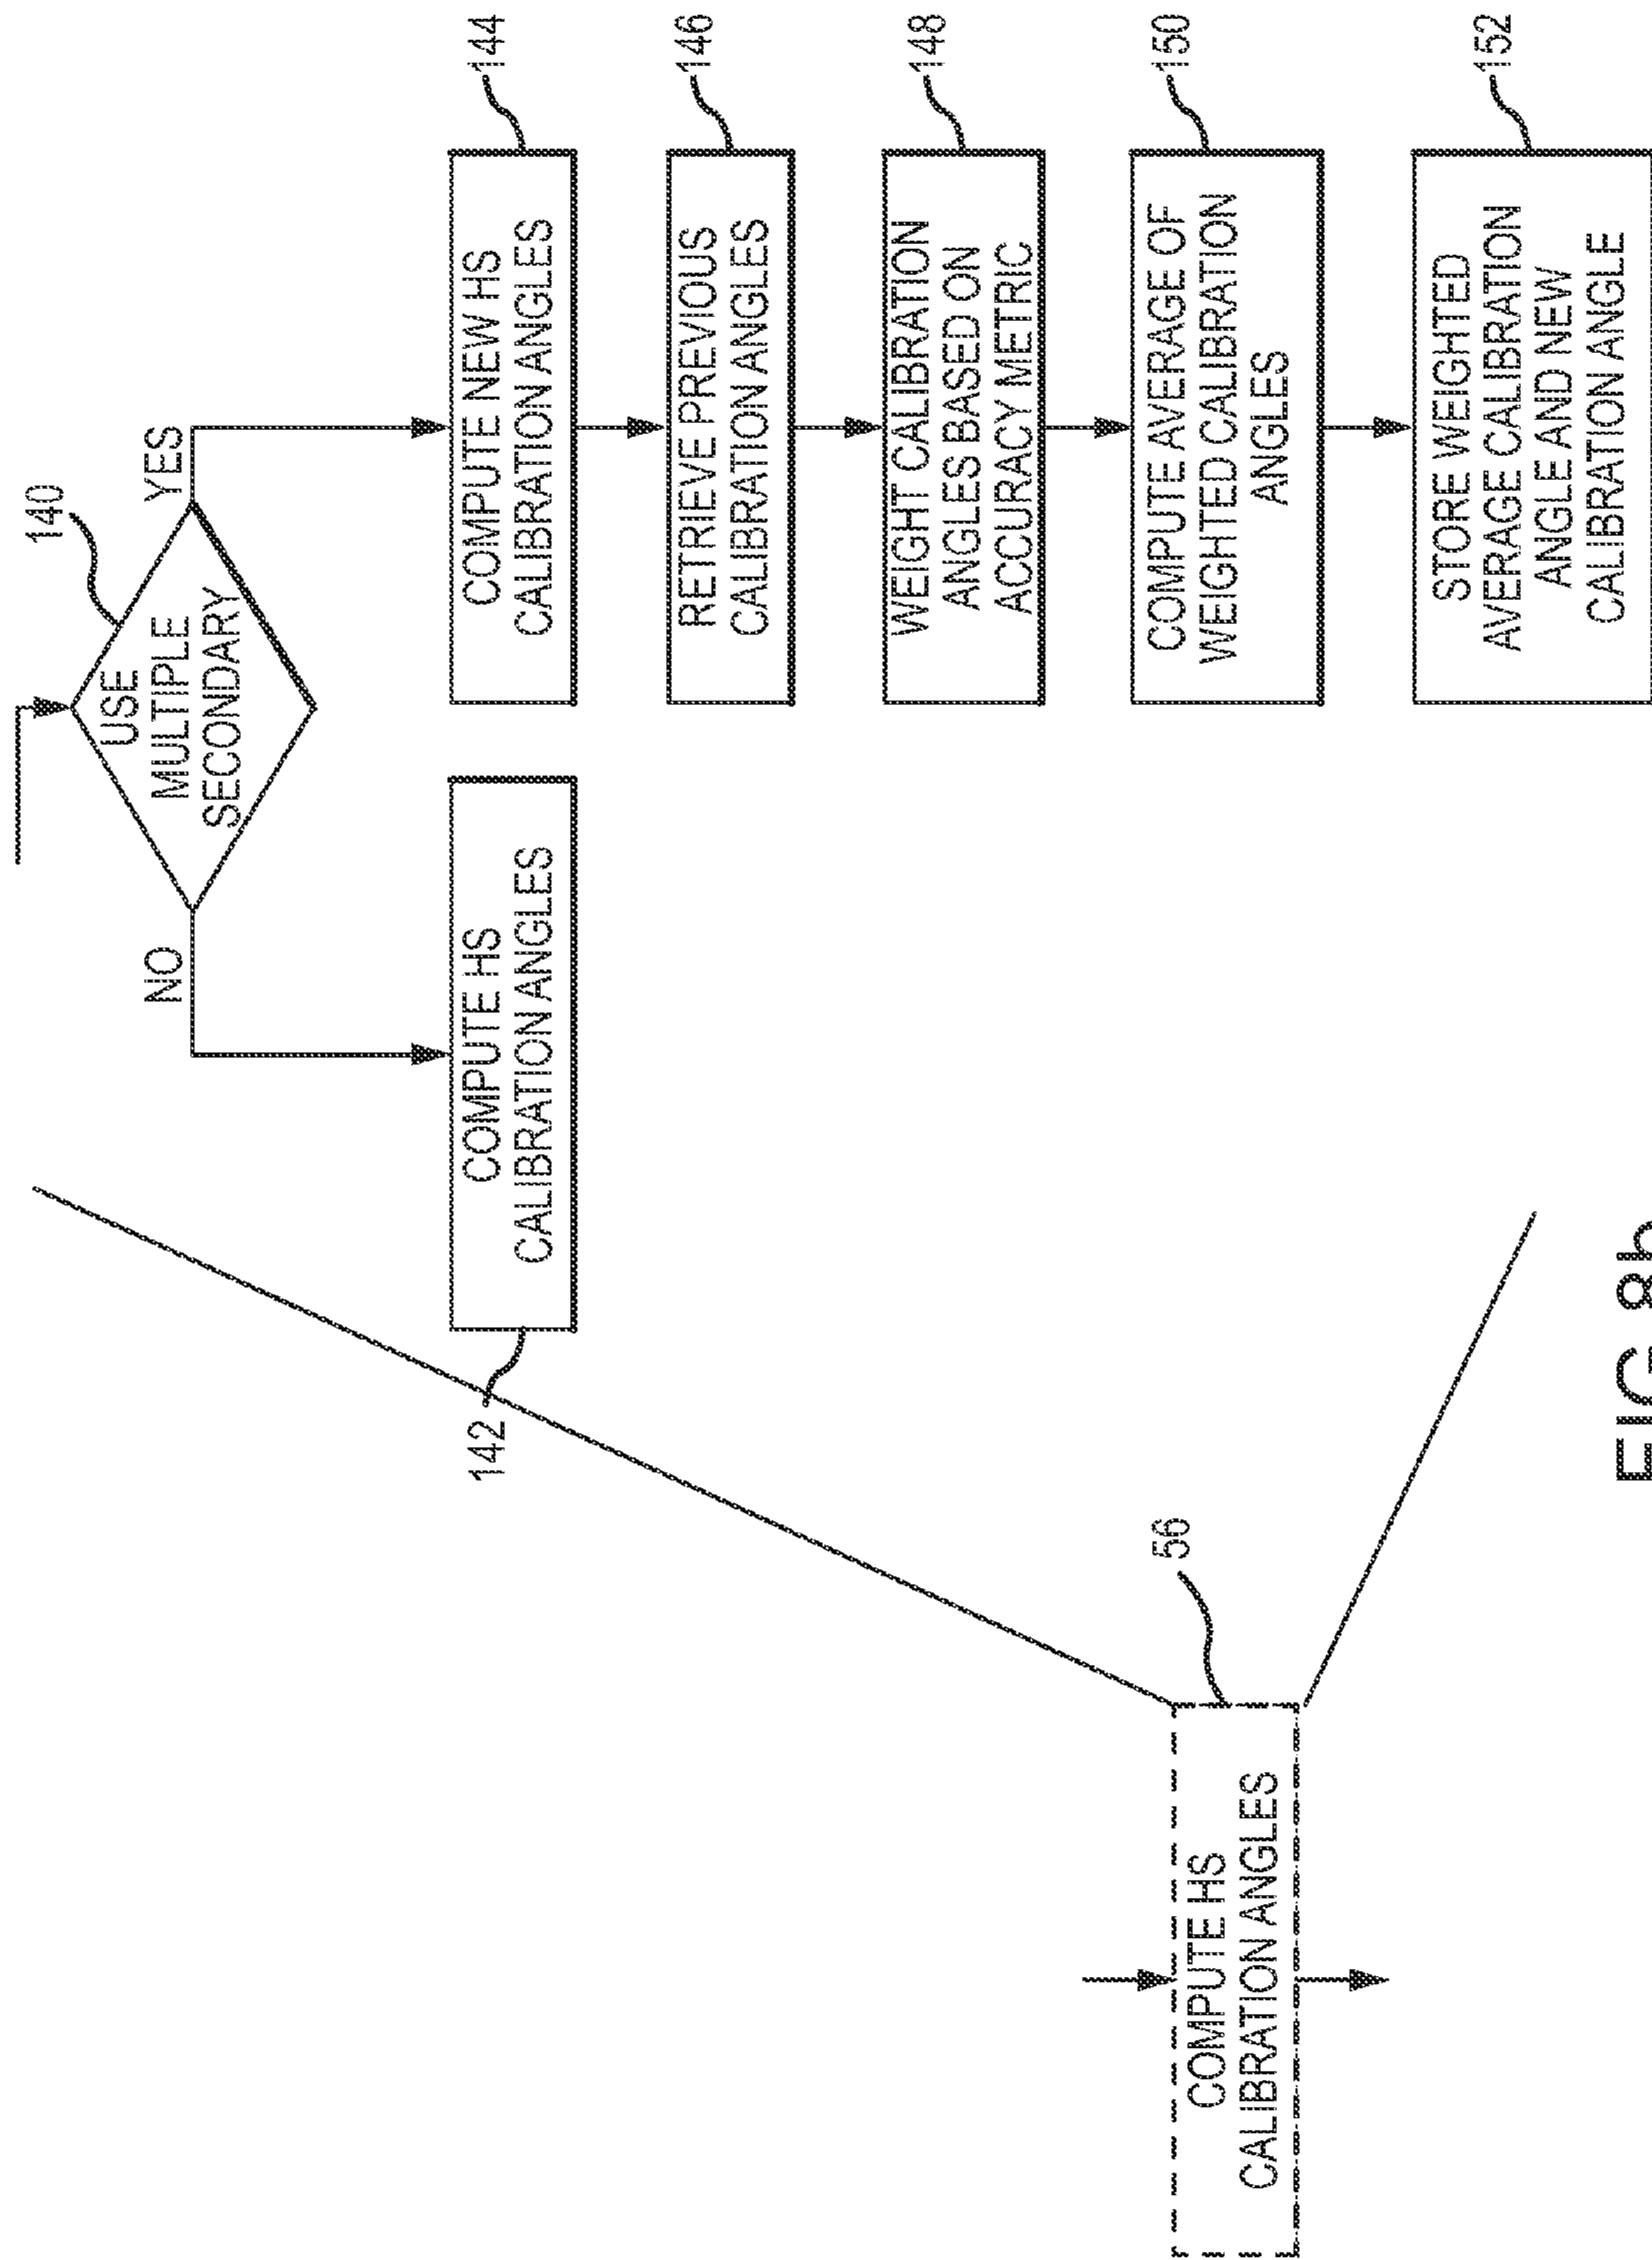 140
USE
MULTIPLE
SECONDARY
NO
YES
142
COMPUTE HS
CALIBRATION ANGLES
COMPUTE NEW HS
CALIBRATION ANGLES
144
RETRIEVE PREVIOUS
CALIBRATION ANGLES
146
WEIGHT CALIBRATION
ANGLES BASED ON
ACCURACY METRIC
148
COMPUTE AVERAGE OF
WEIGHTED CALIBRATION
ANGLES
150
STORE WEIGHTED
AVERAGE CALIBRATION
ANGLE AND NEW
CALIBRATION ANGLE
152
56
COMPUTE HS
CALIBRATION ANGLES
FIG.8b